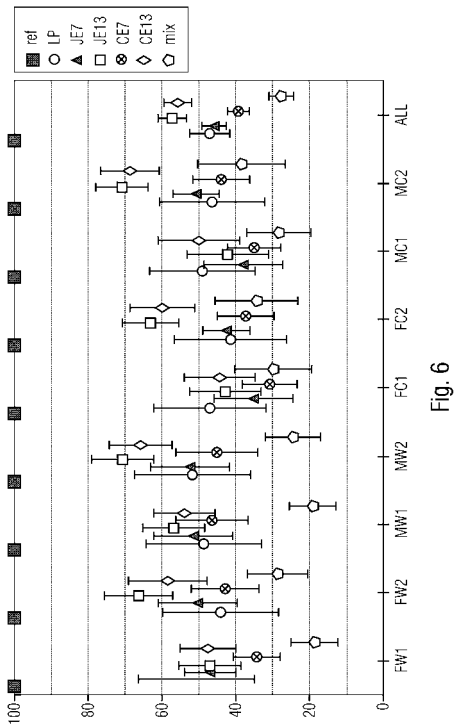 ref
LP
JE7
JE13
CE7
CE13
mix
100
80
60
40
20
0
FW1
FW2
MW1
MW2
FC1
FC2
MC1
MC2
ALL
Fig. 6